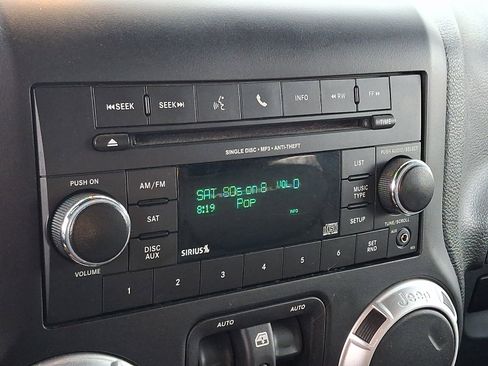 SEEK SEEK INFO RW FF
TIME
SINGLE DISC • MP3 • ANTI-THEFT
PUSH ON
AM/FM
SAT
DISC AUX
VOLUME
SAT 80s on 8 VOL 0
8:19 Pop INFO
SIRIUS
PUSH AUDIO/SELECT
LIST
MUSIC TYPE
SETUP
TUNE/SCROLL
AUX
1 2 3 4 5 6
SET RND
AUTO AUTO
Jeep